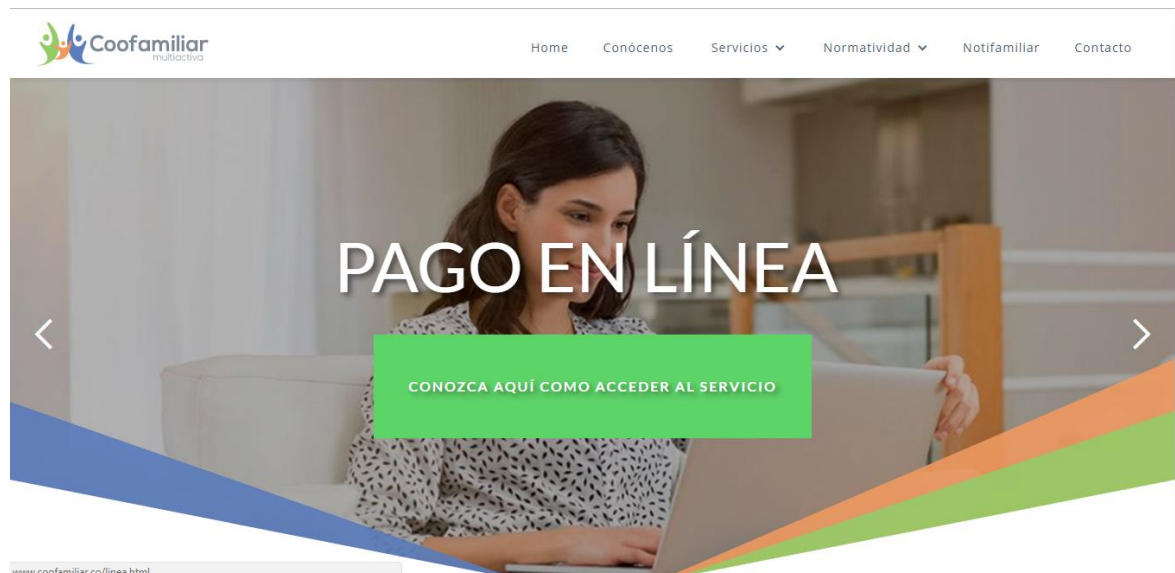 Coofamiliar
multiactiva
Home Conócenos Servicios Normatividad Notifamiliar Contacto
PAGO EN LÍNEA
CONOZCA AQUÍ COMO ACCEDER AL SERVICIO
www.coofamiliar.co/linea.html